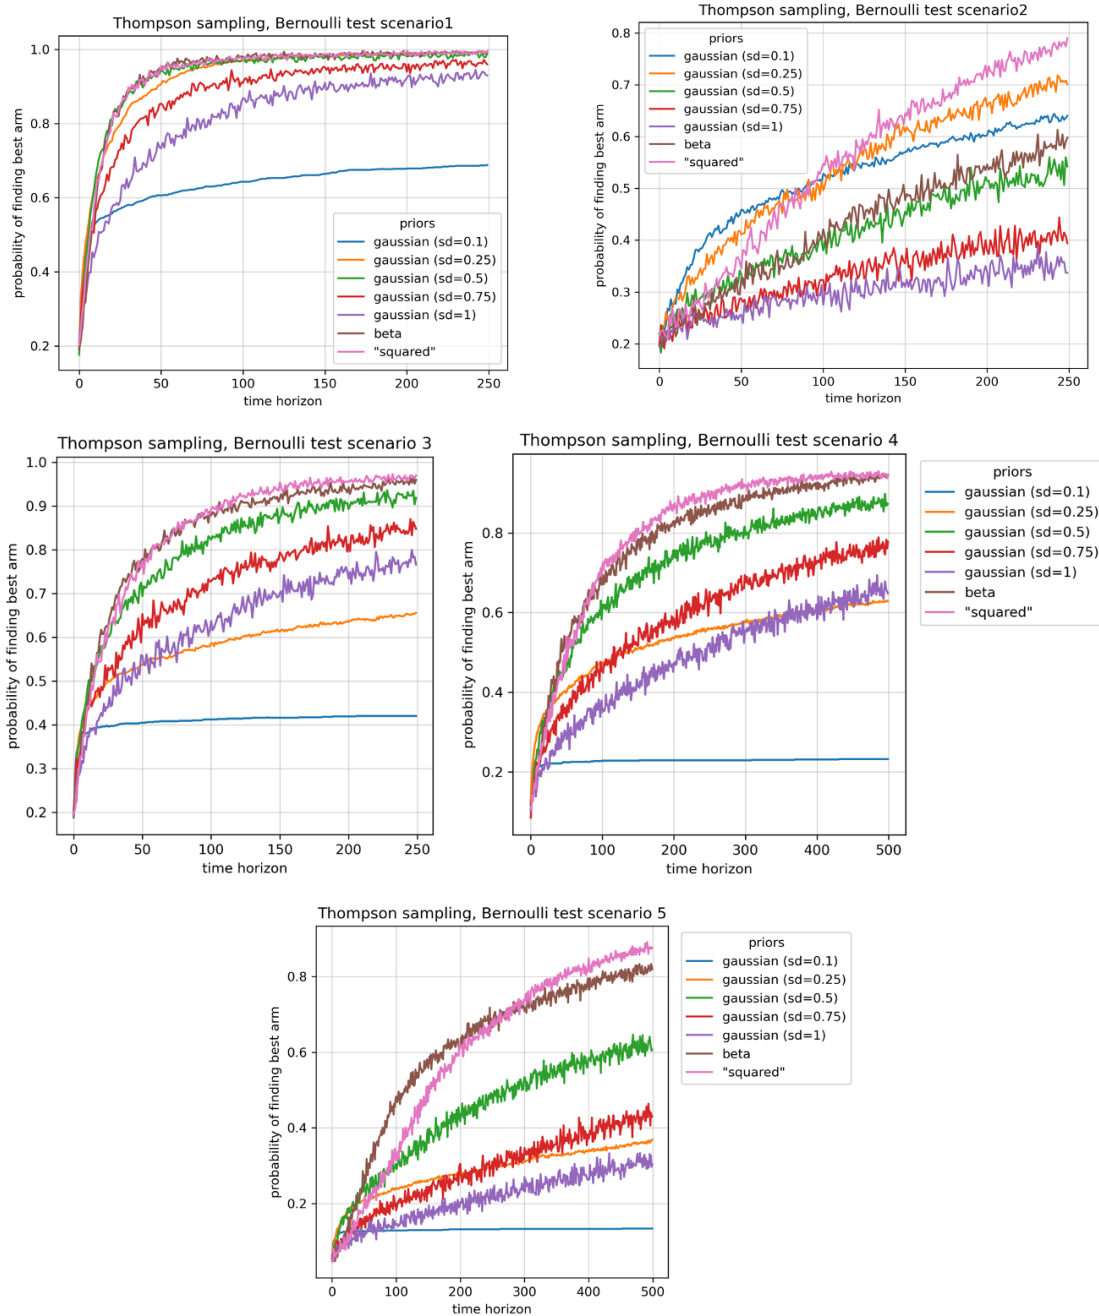 Thompson sampling, Bernoulli test scenario1
probability of finding best arm
1.0
0.8
0.6
0.4
0.2
0
50
100
150
200
250
time horizon
priors
gaussian (sd=0.1)
gaussian (sd=0.25)
gaussian (sd=0.5)
gaussian (sd=0.75)
gaussian (sd=1)
beta
"squared"
Thompson sampling, Bernoulli test scenario2
probability of finding best arm
0.8
0.7
0.6
0.5
0.4
0.3
0.2
0
50
100
150
200
250
time horizon
priors
gaussian (sd=0.1)
gaussian (sd=0.25)
gaussian (sd=0.5)
gaussian (sd=0.75)
gaussian (sd=1)
beta
"squared"
Thompson sampling, Bernoulli test scenario 3
probability of finding best arm
1.0
0.9
0.8
0.7
0.6
0.5
0.4
0.3
0.2
0
50
100
150
200
250
time horizon
Thompson sampling, Bernoulli test scenario 4
probability of finding best arm
0.8
0.6
0.4
0.2
0
100
200
300
400
500
time horizon
priors
gaussian (sd=0.1)
gaussian (sd=0.25)
gaussian (sd=0.5)
gaussian (sd=0.75)
gaussian (sd=1)
beta
"squared"
Thompson sampling, Bernoulli test scenario 5
probability of finding best arm
0.8
0.6
0.4
0.2
0
100
200
300
400
500
time horizon
priors
gaussian (sd=0.1)
gaussian (sd=0.25)
gaussian (sd=0.5)
gaussian (sd=0.75)
gaussian (sd=1)
beta
"squared"